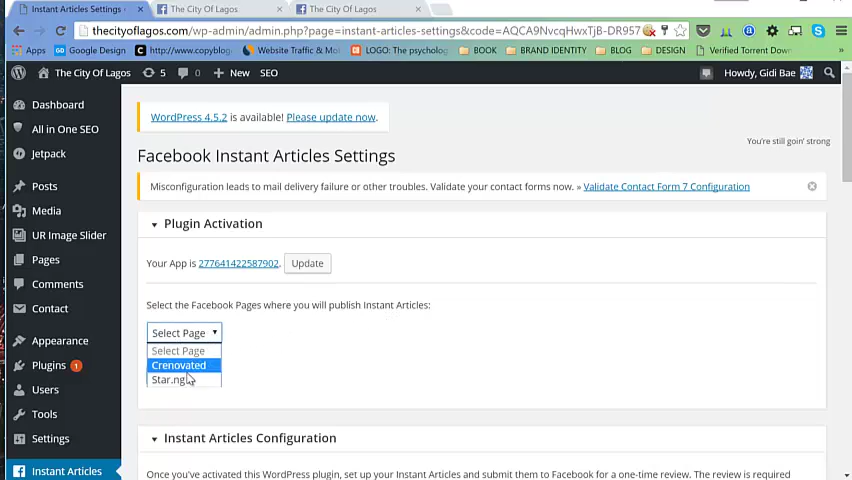 Instant Articles Settings
The City Of Lagos
The City Of Lagos
thecityoflagos.com/wp-admin/admin.php?page=instant-articles-settings&code=AQCA9NvcqHwxTjB-DR957
Apps
Google Design
http://www.copyblog
Website Traffic & Mo
LOGO: The psycholog
BOOK
BRAND IDENTITY
BLOG
DESIGN
Verified Torrent Down
The City Of Lagos
5
0
New
SEO
Howdy, Gidi Bae
Dashboard
All in One SEO
Jetpack
Posts
Media
UR Image Slider
Pages
Comments
Contact
Appearance
Plugins 1
Users
Tools
Settings
Instant Articles
WordPress 4.5.2 is available! Please update now.
You're still goin' strong
Facebook Instant Articles Settings
Misconfiguration leads to mail delivery failure or other troubles. Validate your contact forms now. » Validate Contact Form 7 Configuration
Plugin Activation
Your App is 277641422587902. Update
Select the Facebook Pages where you will publish Instant Articles:
Select Page
Select Page
Crenovated
Star.ng
Instant Articles Configuration
Once you've activated this WordPress plugin, set up your Instant Articles and submit them to Facebook for a one-time review. The review is required